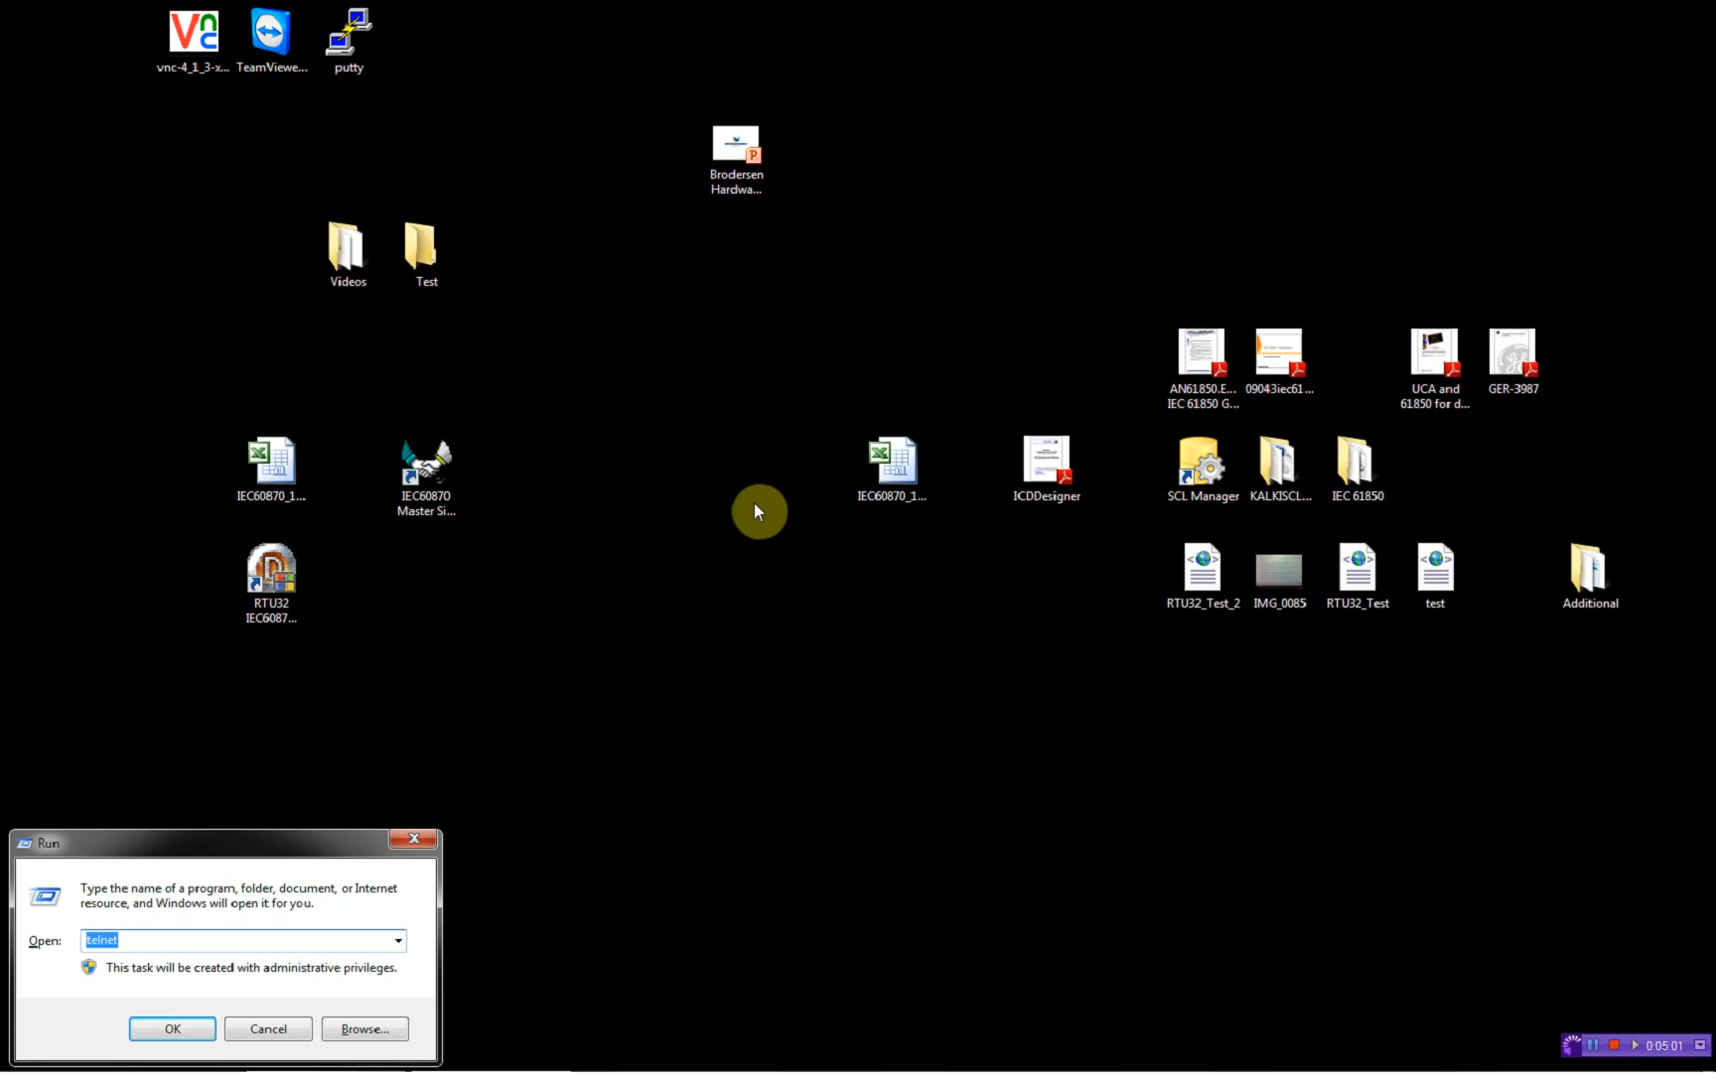 vnc-4_1_3-x...
TeamViewe...
putty
Brodersen
Hardwa...
Videos
Test
AN61850.E...
IEC 61850 G...
09043iec61...
UCA and
61850 for d...
GER-3987
IEC60870_1...
IEC60870
Master Si...
IEC60870_1...
ICDDesigner
SCL Manager
KALKISCL...
IEC 61850
RTU32
IEC6087...
RTU32_Test_2
IMG_0085
RTU32_Test
test
Additional
Run
Type the name of a program, folder, document, or Internet
resource, and Windows will open it for you.
Open:
telnet
This task will be created with administrative privileges.
OK
Cancel
Browse...
0:05:01